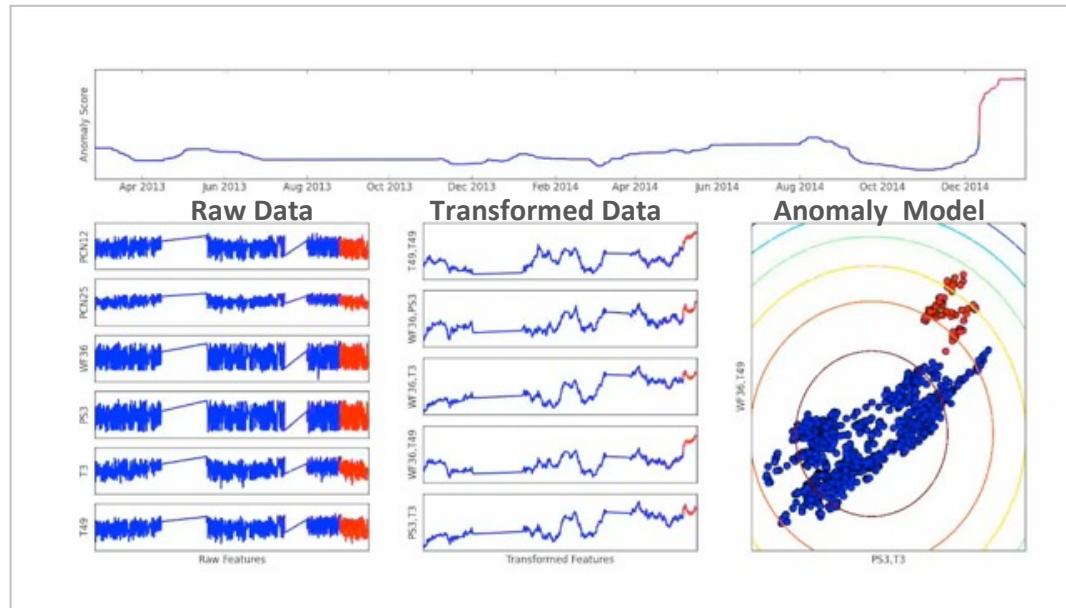 Anomaly Score
Apr 2013 Jun 2013 Aug 2013 Oct 2013 Dec 2013 Feb 2014 Apr 2014 Jun 2014 Aug 2014 Oct 2014 Dec 2014
Raw Data Transformed Data Anomaly Model
PCN12
PCN25
WF36
PS3
T3
T49
Raw Features
T49,T49
WF36,PS3
WF36,T3
WF36,T49
PS3,T3
Transformed Features
WF36,T49
PS3,T3